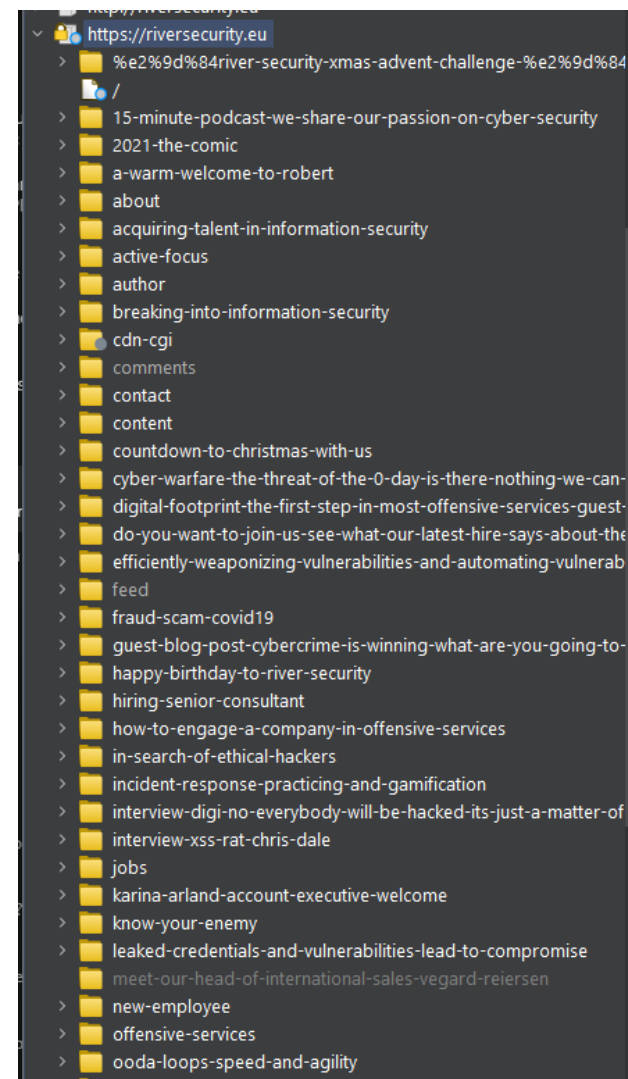 https://riversecurity.eu
%e2%9d%84river-security-xmas-advent-challenge-%e2%9d%84
/
15-minute-podcast-we-share-our-passion-on-cyber-security
2021-the-comic
a-warm-welcome-to-robert
about
acquiring-talent-in-information-security
active-focus
author
breaking-into-information-security
cdn-cgi
comments
contact
content
countdown-to-christmas-with-us
cyber-warfare-the-threat-of-the-0-day-is-there-nothing-we-can-
digital-footprint-the-first-step-in-most-offensive-services-guest-
do-you-want-to-join-us-see-what-our-latest-hire-says-about-the
efficiently-weaponizing-vulnerabilities-and-automating-vulnerab
feed
fraud-scam-covid19
guest-blog-post-cybercrime-is-winning-what-are-you-going-to-
happy-birthday-to-river-security
hiring-senior-consultant
how-to-engage-a-company-in-offensive-services
in-search-of-ethical-hackers
incident-response-practicing-and-gamification
interview-digi-no-everybody-will-be-hacked-its-just-a-matter-of
interview-xss-rat-chris-dale
jobs
karina-arland-account-executive-welcome
know-your-enemy
leaked-credentials-and-vulnerabilities-lead-to-compromise
meet-our-head-of-international-sales-vegard-reiersen
new-employee
offensive-services
ooda-loops-speed-and-agility